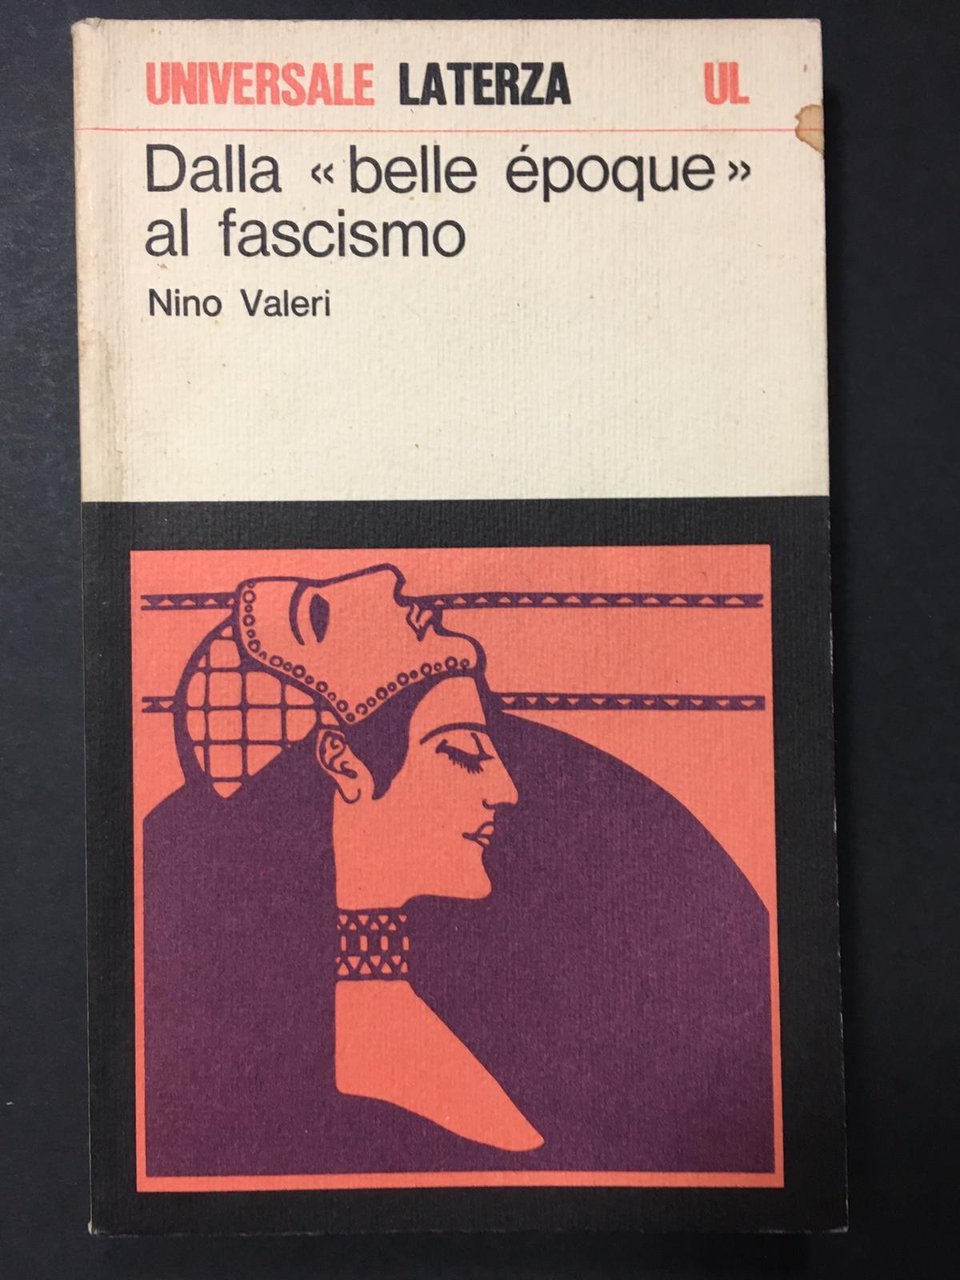 UNIVERSALE LATERZA UL
Dalla « belle époque »
al fascismo
Nino Valeri